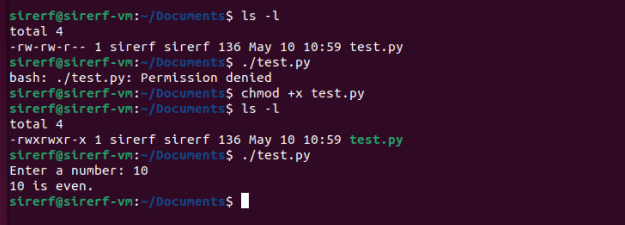 sirerf@sirerf-vm:~/Documents$ ls -l
total 4
-rw-rw-r-- 1 sirerf sirerf 136 May 10 10:59 test.py
sirerf@sirerf-vm:~/Documents$ ./test.py
bash: ./test.py: Permission denied
sirerf@sirerf-vm:~/Documents$ chmod +x test.py
sirerf@sirerf-vm:~/Documents$ ls -l
total 4
-rwxrwxr-x 1 sirerf sirerf 136 May 10 10:59 test.py
sirerf@sirerf-vm:~/Documents$ ./test.py
Enter a number: 10
10 is even.
sirerf@sirerf-vm:~/Documents$